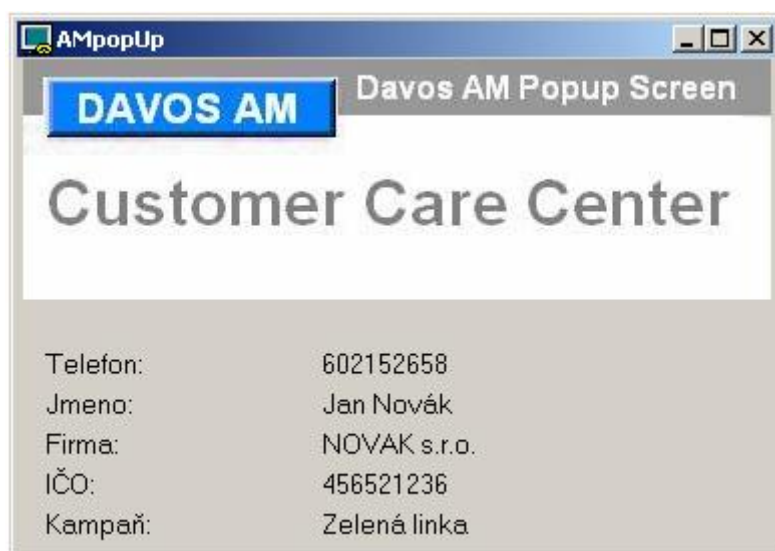 AMpopUp
DAVOS AM
Davos AM Popup Screen
Customer Care Center
Telefon: 602152658
Jmeno: Jan Novák
Firma: NOVAK s.r.o.
IČO: 456521236
Kampaň: Zelená linka